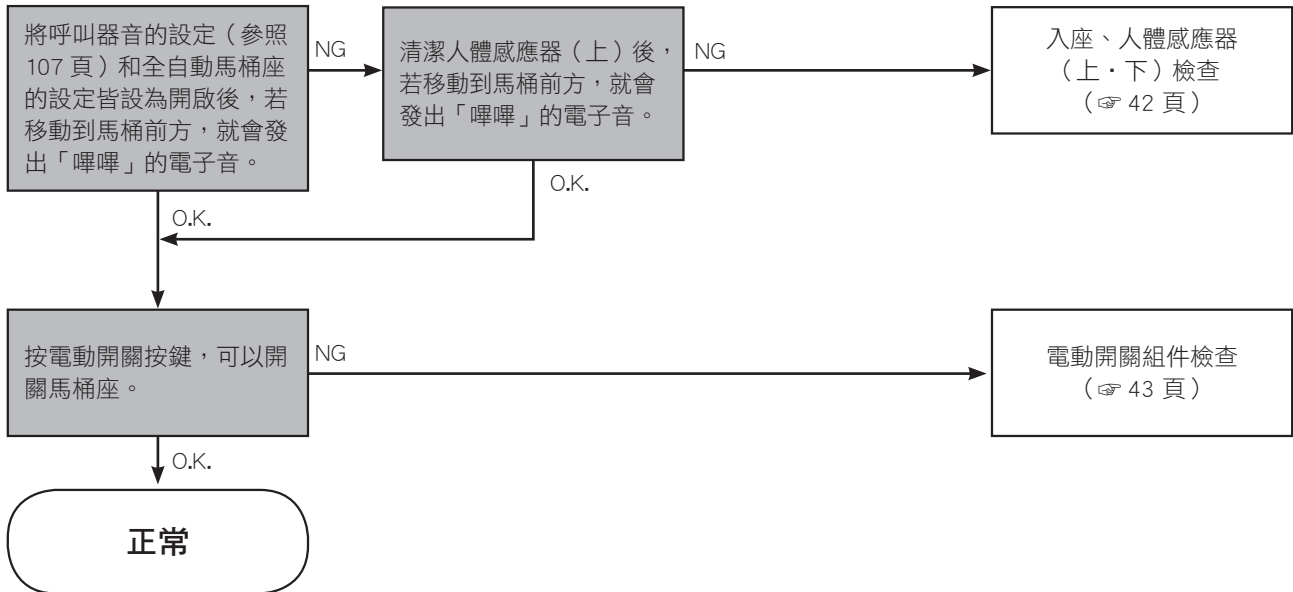 將呼叫器音的設定（參照
107 頁）和全自動馬桶座
的設定皆設為開啟後，若
移動到馬桶前方，就會發
出「嗶嗶」的電子音。
NG
清潔人體感應器（上）後，
若移動到馬桶前方，就會
發出「嗶嗶」的電子音。
NG
入座、人體感應器
（上・下）檢查
（☞ 42 頁）
O.K.
O.K.
按電動開關按鍵，可以開
關馬桶座。
NG
電動開關組件檢查
（☞ 43 頁）
O.K.
正常